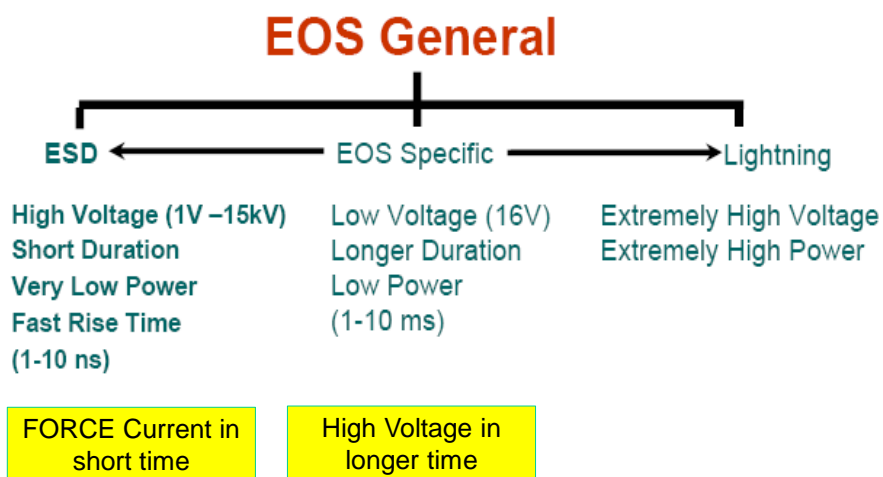 EOS General
ESD
EOS Specific
Lightning
High Voltage (1V –15kV)
Short Duration
Very Low Power
Fast Rise Time
(1-10 ns)
Low Voltage (16V)
Longer Duration
Low Power
(1-10 ms)
Extremely High Voltage
Extremely High Power
FORCE Current in
short time
High Voltage in
longer time